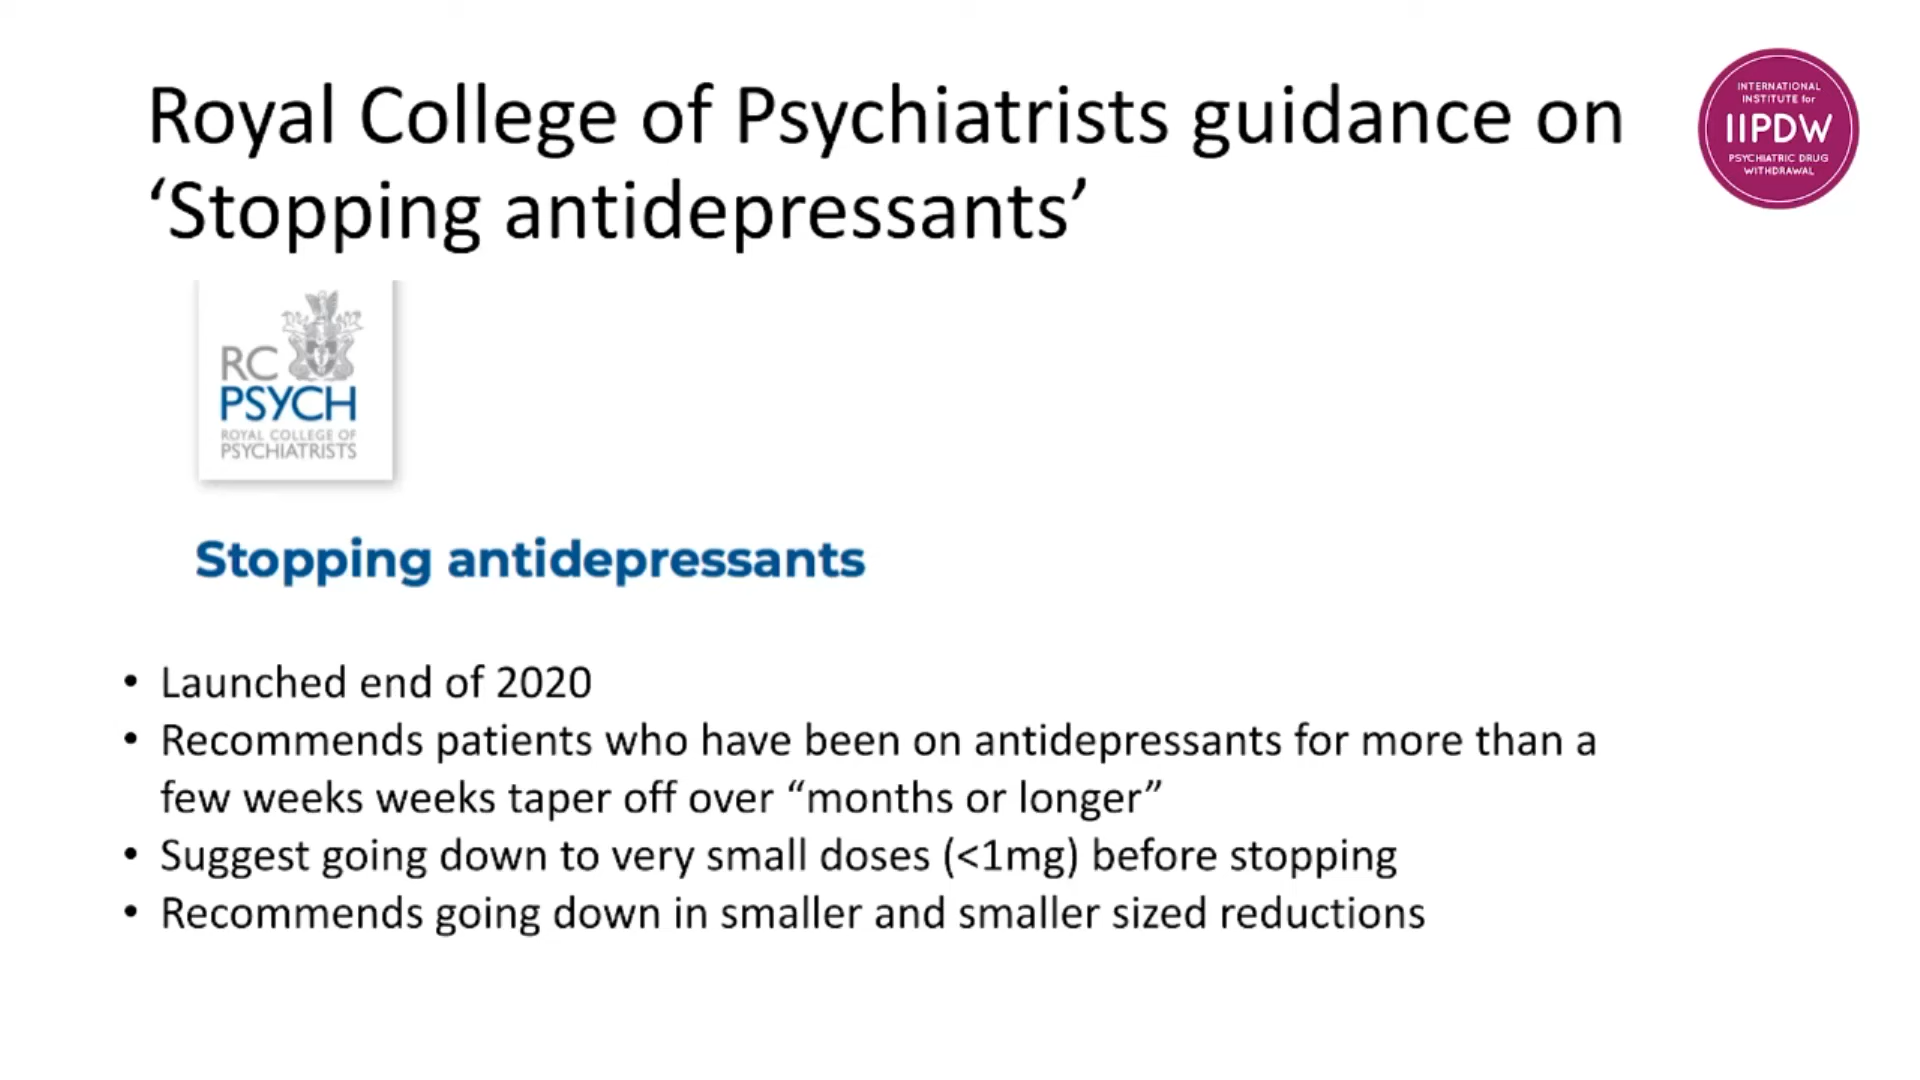 Royal College of Psychiatrists guidance on
‘Stopping antidepressants’
INTERNATIONAL
INSTITUTE for
IIPDW
PSYCHIATRIC DRUG
WITHDRAWAL
RC
PSYCH
ROYAL COLLEGE OF
PSYCHIATRISTS
Stopping antidepressants
• Launched end of 2020
• Recommends patients who have been on antidepressants for more than a
few weeks weeks taper off over “months or longer”
• Suggest going down to very small doses (<1mg) before stopping
• Recommends going down in smaller and smaller sized reductions